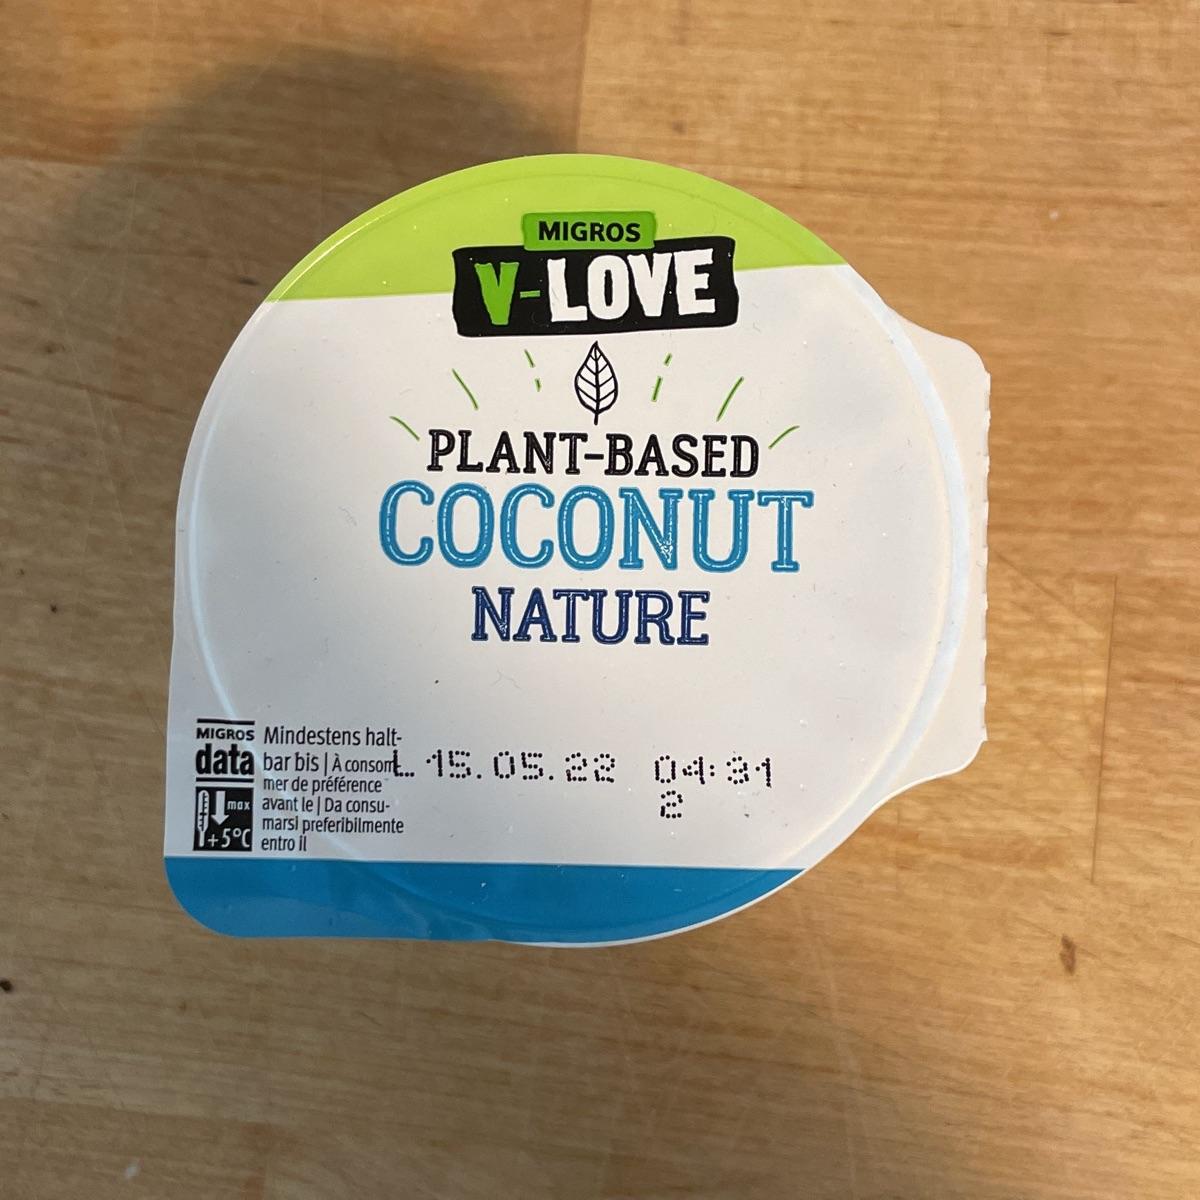 MIGROS
V-LOVE
PLANT-BASED
COCONUT
NATURE
MIGROS
data
max
+5°C
Mindestens halt-
bar bis | À consom-
mer de préférence
avant le | Da consu-
marsi preferibilmente
entro il
L 15.05.22 04:31
2